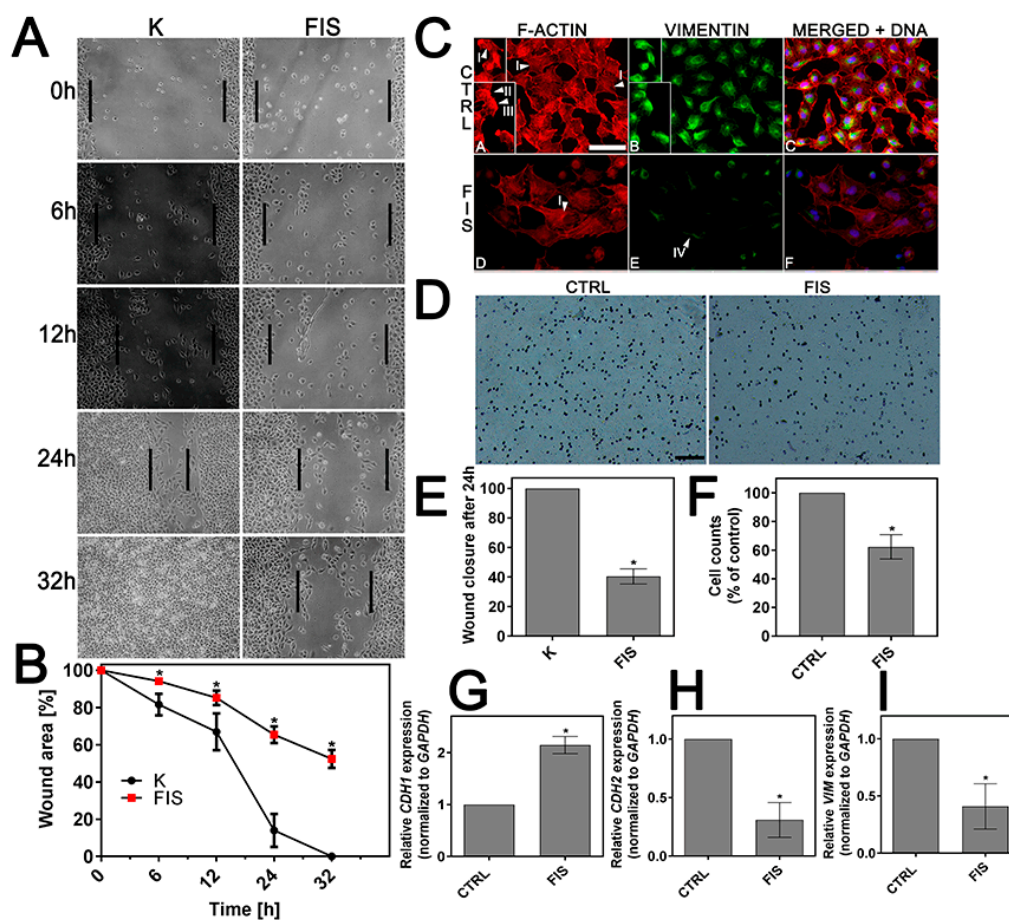 A
K FIS
0h
6h
12h
24h
32h
B
Wound area [%]
100
80
60
40
20
0
* * * *
K
FIS
0 6 12 24 32
Time [h]
C
F-ACTIN VIMENTIN MERGED + DNA
CTRL
I I I
II
III
A B C
FIS
I
IV
D E F
D
CTRL FIS
E
Wound closure after 24h
100
80
60
40
20
0
*
K FIS
F
Cell counts
(% of control)
100
80
60
40
20
0
*
CTRL FIS
G
Relative CDH1 expression
(normalized to GAPDH)
2
1
0
*
CTRL FIS
H
Relative CDH2 expression
(normalized to GAPDH)
1.0
0.5
0.0
*
CTRL FIS
I
Relative VIM expression
(normalized to GAPDH)
1.0
0.5
0.0
*
CTRL FIS